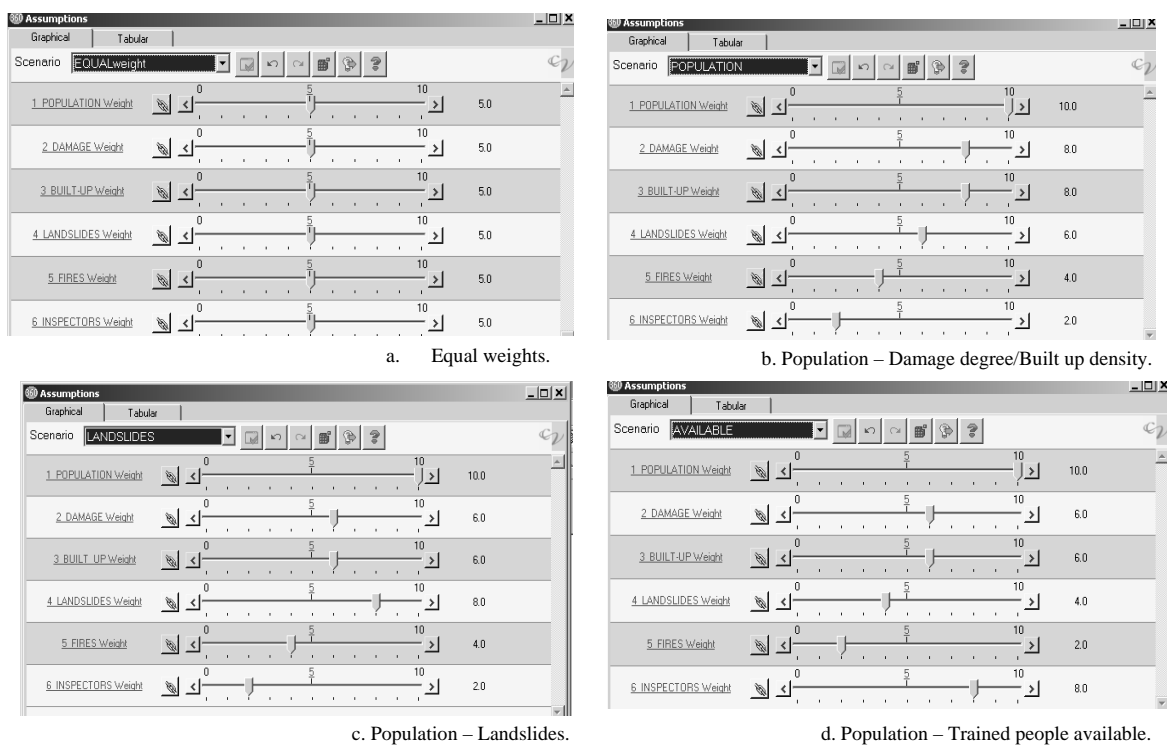 Assumptions
Graphical Tabular
Scenario EQUALweight
0 5 10
1 POPULATION Weight 5.0
0 5 10
2 DAMAGE Weight 5.0
0 5 10
3 BUILT-UP Weight 5.0
0 5 10
4 LANDSLIDES Weight 5.0
0 5 10
5 FIRES Weight 5.0
0 5 10
6 INSPECTORS Weight 5.0
a. Equal weights.
Assumptions
Graphical Tabular
Scenario POPULATION
0 5 10
1 POPULATION Weight 10.0
0 5 10
2 DAMAGE Weight 8.0
0 5 10
3 BUILT-UP Weight 8.0
0 5 10
4 LANDSLIDES Weight 6.0
0 5 10
5 FIRES Weight 4.0
0 5 10
6 INSPECTORS Weight 2.0
b. Population – Damage degree/Built up density.
Assumptions
Graphical Tabular
Scenario LANDSLIDES
0 5 10
1 POPULATION Weight 10.0
0 5 10
2 DAMAGE Weight 6.0
0 5 10
3 BUILT UP Weight 6.0
0 5 10
4 LANDSLIDES Weight 8.0
0 5 10
5 FIRES Weight 4.0
0 5 10
6 INSPECTORS Weight 2.0
c. Population – Landslides.
Assumptions
Graphical Tabular
Scenario AVAILABLE
0 5 10
1 POPULATION Weight 10.0
0 5 10
2 DAMAGE Weight 6.0
0 5 10
3 BUILT-UP Weight 6.0
0 5 10
4 LANDSLIDES Weight 4.0
0 5 10
5 FIRES Weight 2.0
0 5 10
6 INSPECTORS Weight 8.0
d. Population – Trained people available.